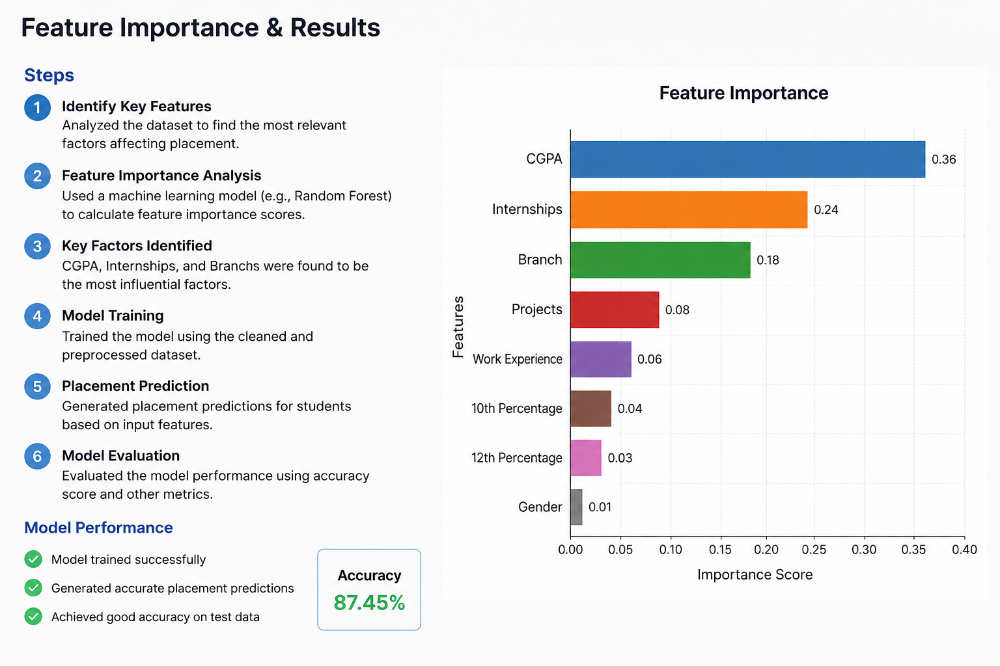 Feature Importance & Results
Steps
1
Identify Key Features
Analyzed the dataset to find the most relevant
factors affecting placement.
2
Feature Importance Analysis
Used a machine learning model (e.g., Random Forest)
to calculate feature importance scores.
3
Key Factors Identified
CGPA, Internships, and Branchs were found to be
the most influential factors.
4
Model Training
Trained the model using the cleaned and
preprocessed dataset.
5
Placement Prediction
Generated placement predictions for students
based on input features.
6
Model Evaluation
Evaluated the model performance using accuracy
score and other metrics.
Model Performance
Model trained successfully
Generated accurate placement predictions
Achieved good accuracy on test data
Accuracy
87.45%
Feature Importance
Features
CGPA 0.36
Internships 0.24
Branch 0.18
Projects 0.08
Work Experience 0.06
10th Percentage 0.04
12th Percentage 0.03
Gender 0.01
0.00 0.05 0.10 0.15 0.20 0.25 0.30 0.35 0.40
Importance Score